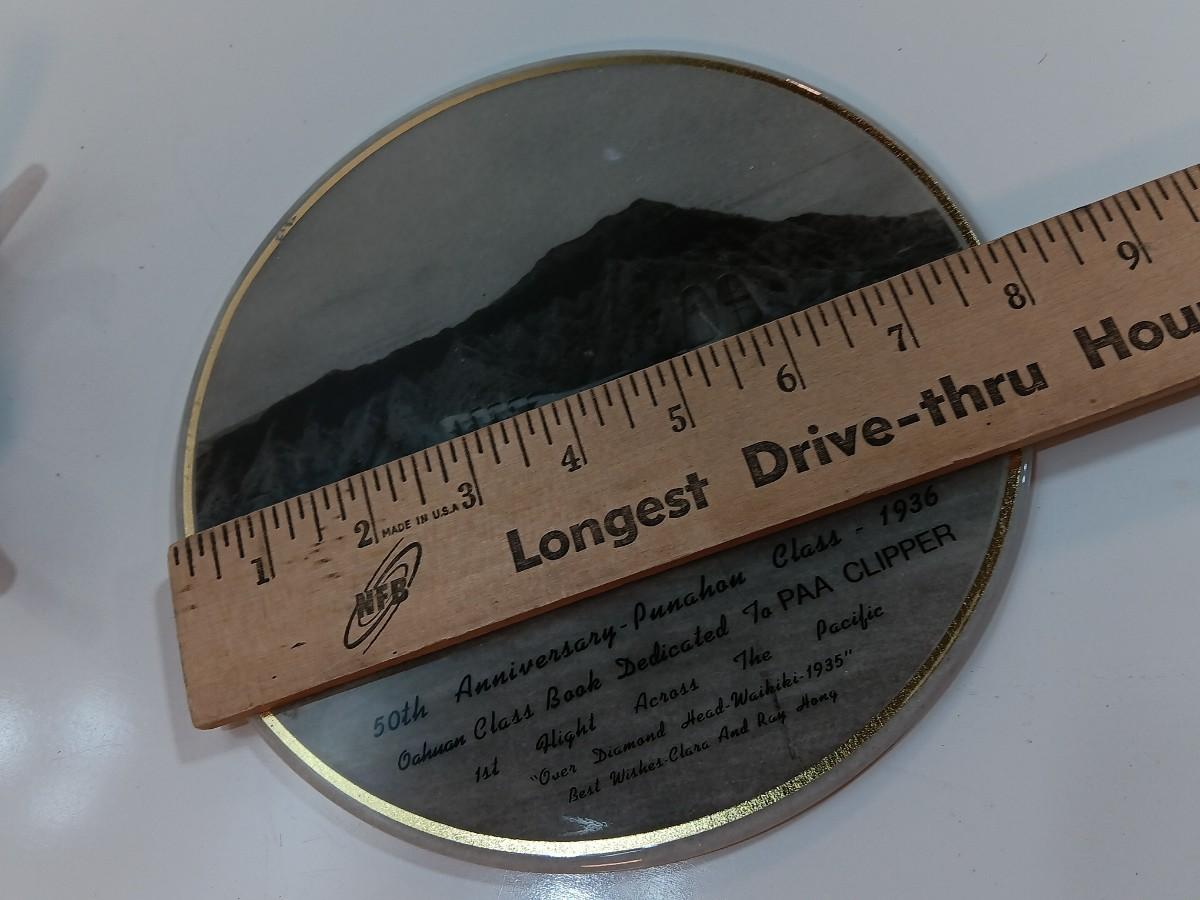 1 2 3 4 5 6 7 8 9
MADE IN U.S.A
NFB
Longest Drive-thru Hou
50th Anniversary-Punahou Class - 1936
Oahuan Class Book Dedicated To PAA CLIPPER
1st Flight Across The Pacific
"Over Diamond Head-Waikiki-1935"
Best Wishes-Clara And Ray Hong